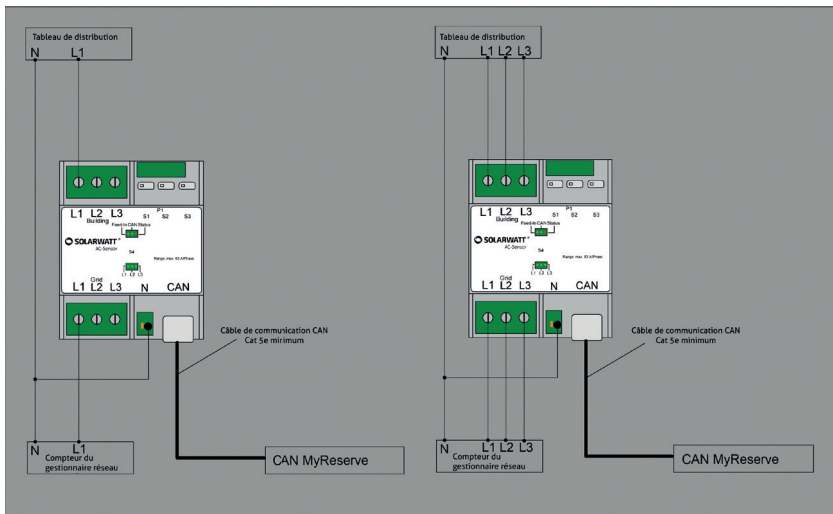 Tableau de distribution
N L1
L1 L2 L3
Building
P1
S1 S2 S3
Feed-In CAN Status
SOLARWATT®
AC-Sensor
S4
Range: max. 63 A/Phase
L1 L2 L3
Grid
L1 L2 L3 N CAN
Câble de communication CAN
Cat 5e minimum
N L1
Compteur du
gestionnaire réseau
CAN MyReserve
Tableau de distribution
N L1 L2 L3
L1 L2 L3
Building
P1
S1 S2 S3
Feed-In CAN Status
SOLARWATT®
AC-Sensor
S4
Range: max. 63 A/Phase
L1 L2 L3
Grid
L1 L2 L3 N CAN
Câble de communication CAN
Cat 5e minimum
N L1 L2 L3
Compteur du
gestionnaire réseau
CAN MyReserve